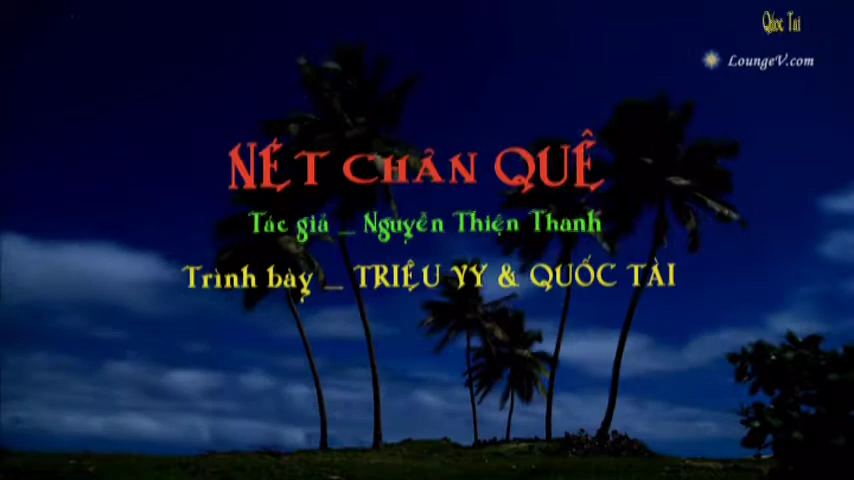 Quốc Tài
LoungeV.com
NÉT CHÂN QUÊ
Tác giả _ Nguyễn Thiện Thanh
Trình bày _ TRIỆU VY & QUỐC TÀI